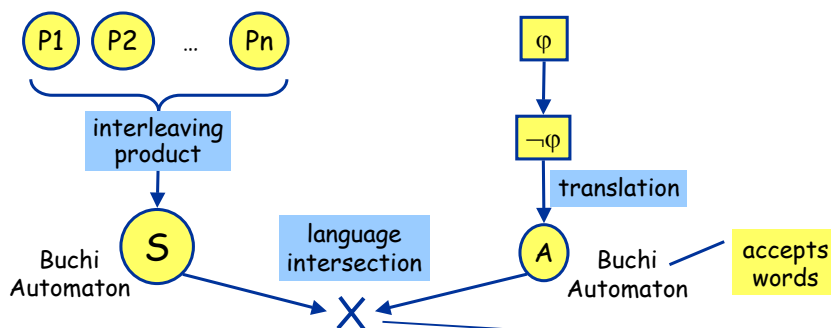 P1 P2 … Pn
φ
interleaving
product
¬φ
translation
S
language
intersection
A
Buchi
Automaton
Buchi
Automaton
accepts
words
X